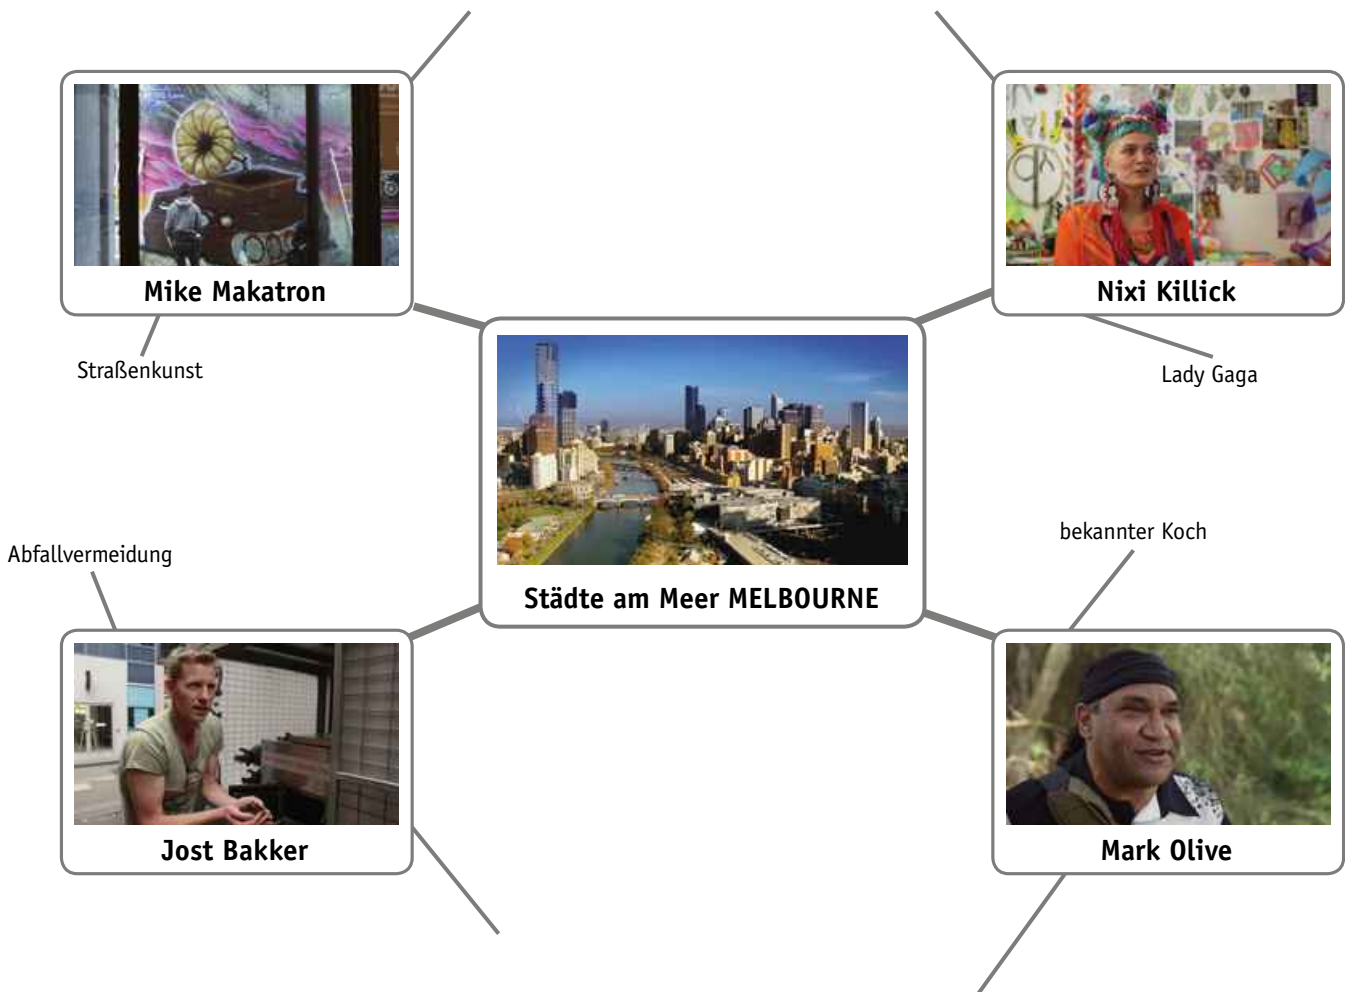 Mike Makatron
Nixi Killick
Straßenkunst
Lady Gaga
Städte am Meer MELBOURNE
bekannter Koch
Abfallvermeidung
Jost Bakker
Mark Olive